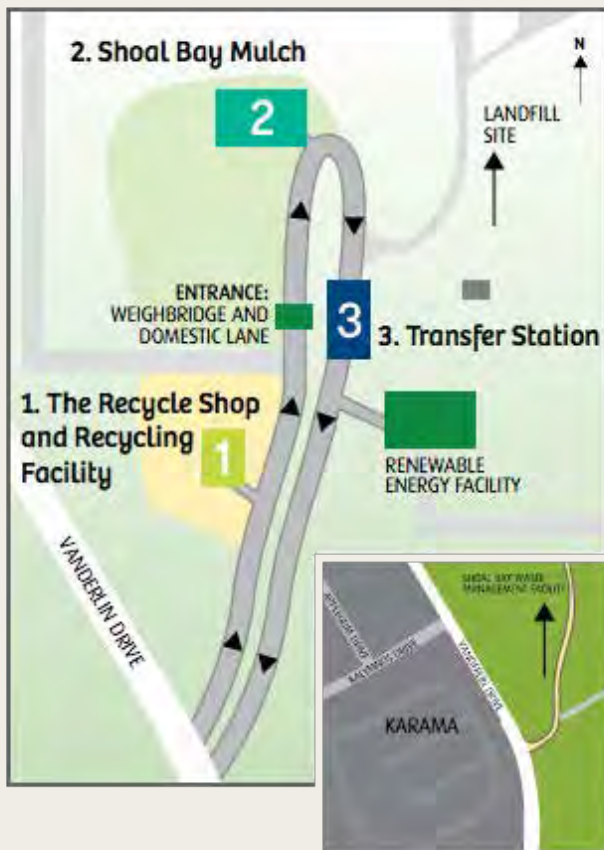 2. Shoal Bay Mulch
N
2
LANDFILL
SITE
ENTRANCE:
WEIGHBRIDGE AND
DOMESTIC LANE
3
3. Transfer Station
1. The Recycle Shop
and Recycling
Facility
1
RENEWABLE
ENERGY FACILITY
VANDERLIN DRIVE
SHOAL BAY WASTE
MANAGEMENT FACILITY
VANDERLIN DRIVE
KARAMA